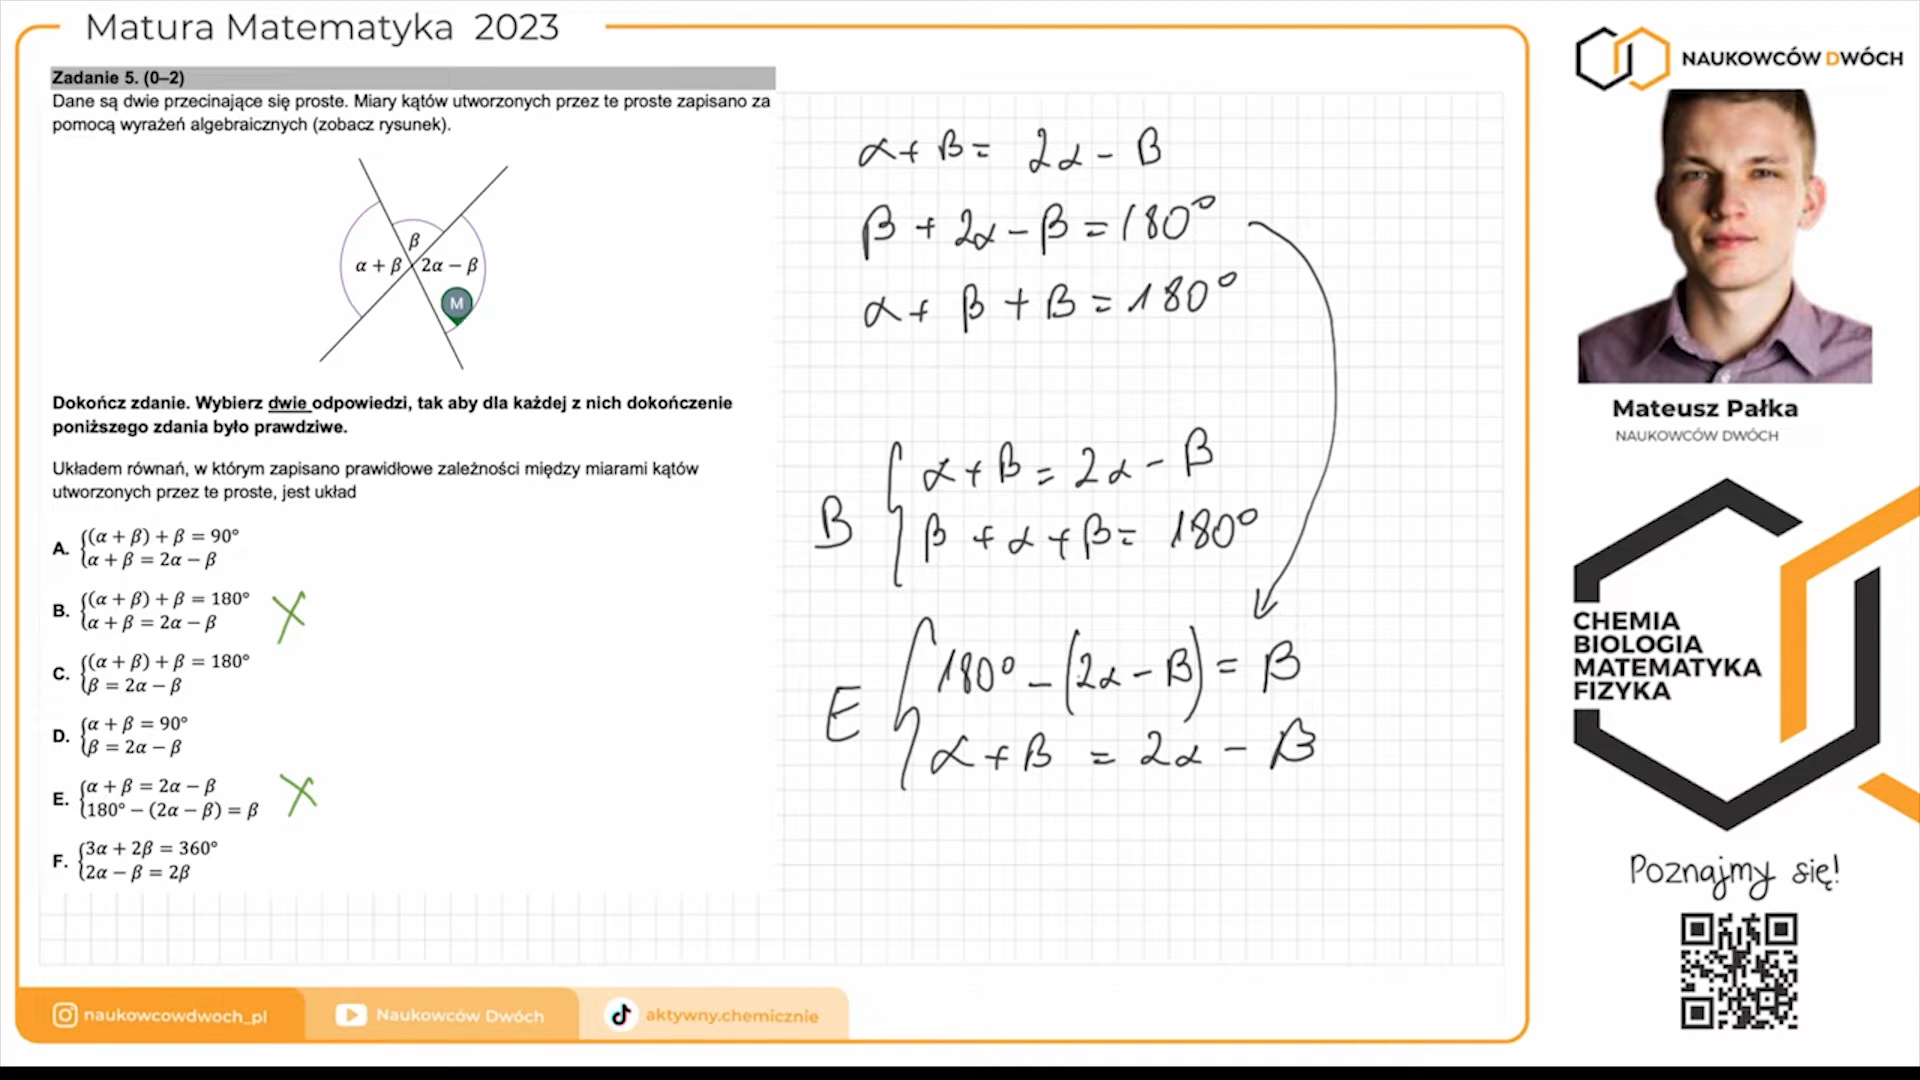 Matura Matematyka 2023
Zadanie 5. (0–2)
Dane są dwie przecinające się proste. Miary kątów utworzonych przez te proste zapisano za
pomocą wyrażeń algebraicznych (zobacz rysunek).
β
α + β
2α − β
M
Dokończ zdanie. Wybierz dwie odpowiedzi, tak aby dla każdej z nich dokończenie
poniższego zdania było prawdziwe.
Układem równań, w którym zapisano prawidłowe zależności między miarami kątów
utworzonych przez te proste, jest układ
A. {(α + β) + β = 90°
{α + β = 2α − β
B. {(α + β) + β = 180°
{α + β = 2α − β
C. {(α + β) + β = 180°
{β = 2α − β
D. {α + β = 90°
{β = 2α − β
E. {α + β = 2α − β
{180° − (2α − β) = β
F. {3α + 2β = 360°
{2α − β = 2β
α + β = 2α − β
β + 2α − β = 180°
α + β + β = 180°
B { α + β = 2α − β
β + α + β = 180°
E { 180° − (2α − β) = β
α + β = 2α − β
NAUKOWCÓW DWÓCH
Mateusz Pałka
NAUKOWCÓW DWÓCH
CHEMIA
BIOLOGIA
MATEMATYKA
FIZYKA
Poznajmy się!
naukowcowdwoch_pl
Naukowców Dwóch
aktywny.chemicznie